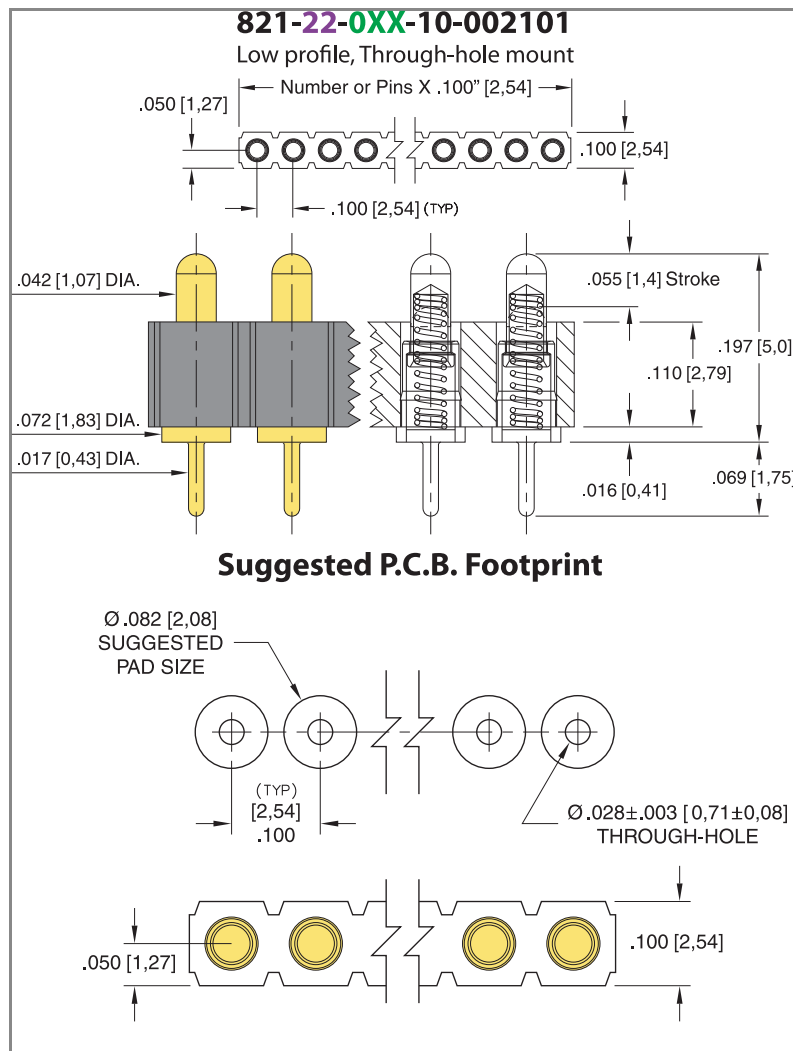 821-22-0XX-10-002101
Low profile, Through-hole mount
Number or Pins X .100” [2,54]
.050 [1,27]
.100 [2,54]
.100 [2,54] (TYP)
.042 [1,07] DIA.
.055 [1,4] Stroke
.197 [5,0]
.110 [2,79]
.072 [1,83] DIA.
.017 [0,43] DIA.
.016 [0,41]
.069 [1,75]
Suggested P.C.B. Footprint
Ø.082 [2,08]
SUGGESTED
PAD SIZE
(TYP)
[2,54]
.100
Ø.028±.003 [0,71±0,08]
THROUGH-HOLE
.050 [1,27]
.100 [2,54]